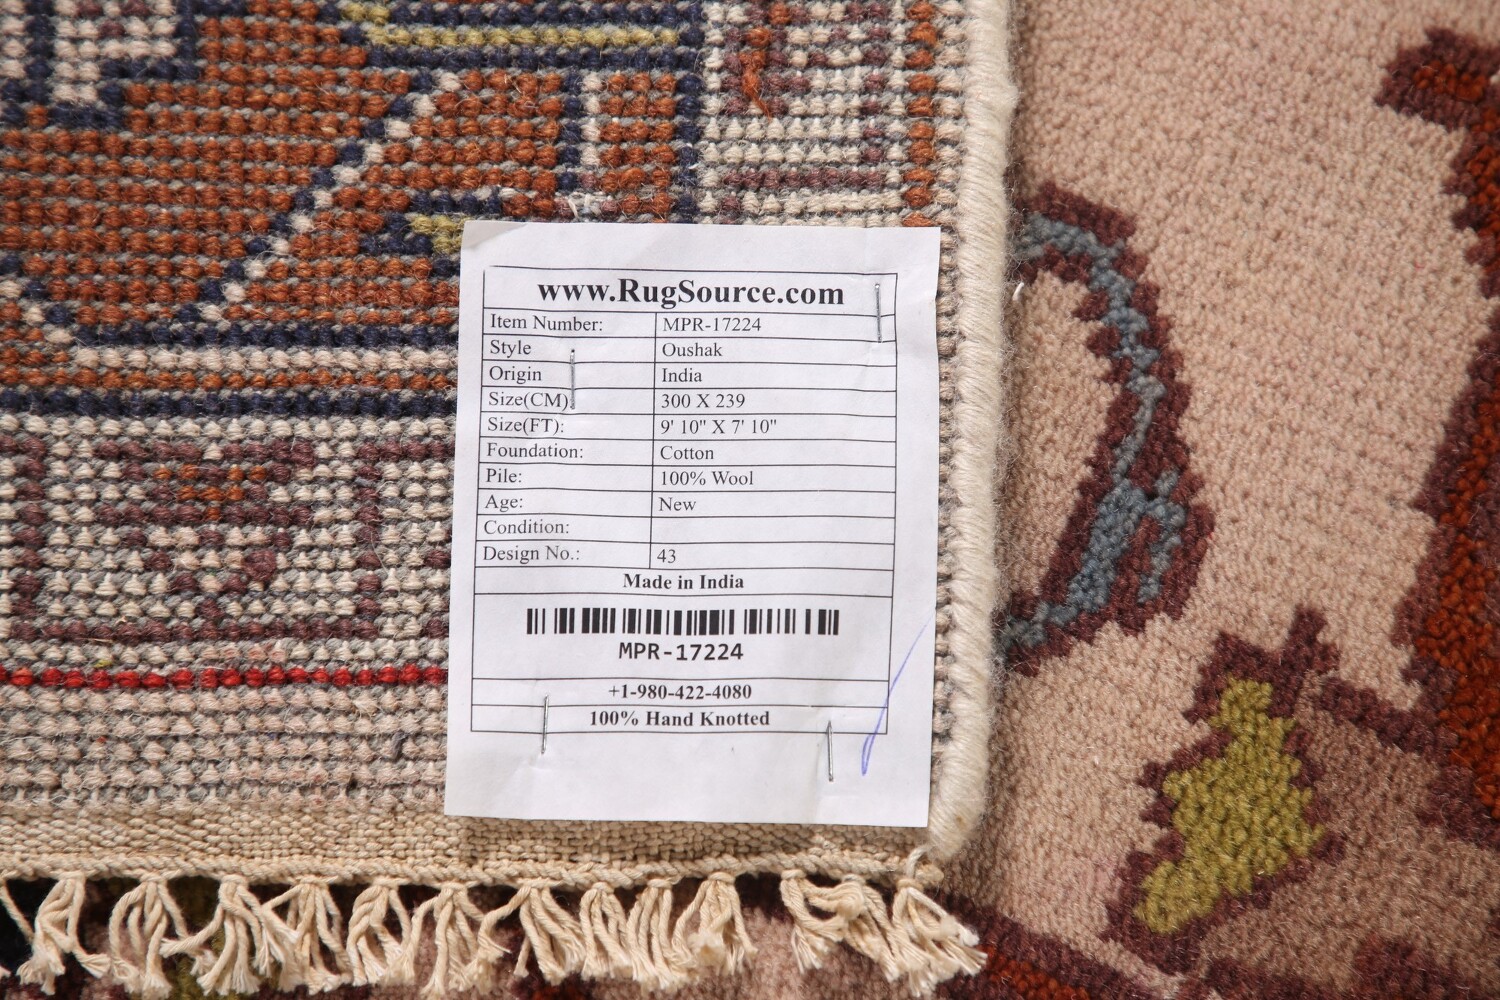 www.RugSource.com
Item Number: MPR-17224
Style Oushak
Origin India
Size(CM): 300 X 239
Size(FT): 9' 10" X 7' 10"
Foundation: Cotton
Pile: 100% Wool
Age: New
Condition:
Design No.: 43
Made in India
MPR-17224
+1-980-422-4080
100% Hand Knotted